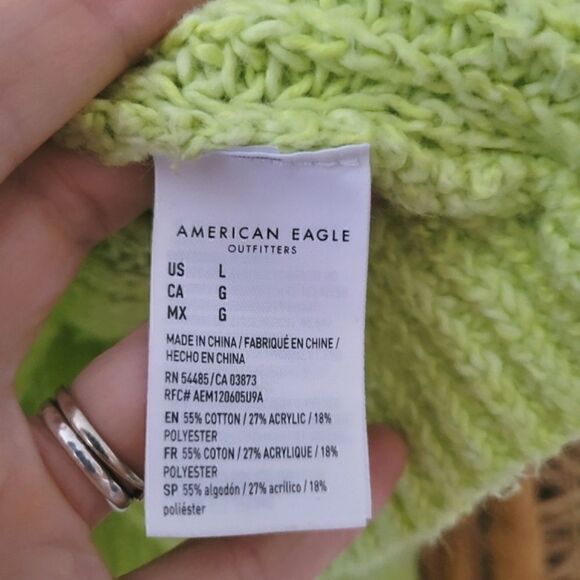 AMERICAN EAGLE
OUTFITTERS
US L
CA G
MX G
MADE IN CHINA / FABRIQUÉ EN CHINE /
HECHO EN CHINA
RN 54485 / CA 03873
RFC# AEM120605U9A
EN 55% COTTON / 27% ACRYLIC / 18%
POLYESTER
FR 55% COTON / 27% ACRYLIQUE / 18%
POLYESTER
SP 55% algodón / 27% acrílico / 18%
poliéster